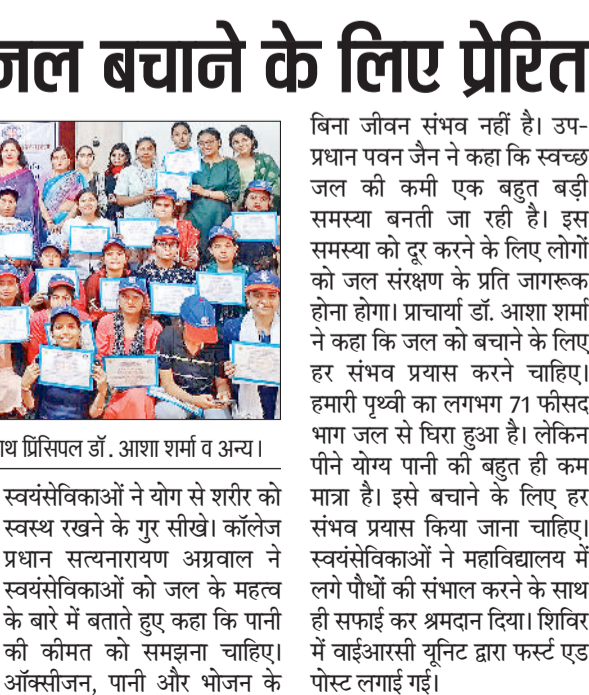 जल बचाने के लिए प्रेरित
साथ प्रिंसिपल डॉ. आशा शर्मा व अन्य।
स्वयंसेविकाओं ने योग से शरीर को
स्वस्थ रखने के गुर सीखे। कॉलेज
प्रधान सत्यनारायण अग्रवाल ने
स्वयंसेविकाओं को जल के महत्व
के बारे में बताते हुए कहा कि पानी
की कीमत को समझना चाहिए।
ऑक्सीजन, पानी और भोजन के
बिना जीवन संभव नहीं है। उप-
प्रधान पवन जैन ने कहा कि स्वच्छ
जल की कमी एक बहुत बड़ी
समस्या बनती जा रही है। इस
समस्या को दूर करने के लिए लोगों
को जल संरक्षण के प्रति जागरूक
होना होगा। प्राचार्या डॉ. आशा शर्मा
ने कहा कि जल को बचाने के लिए
हर संभव प्रयास करने चाहिए।
हमारी पृथ्वी का लगभग 71 फीसद
भाग जल से घिरा हुआ है। लेकिन
पीने योग्य पानी की बहुत ही कम
मात्रा है। इसे बचाने के लिए हर
संभव प्रयास किया जाना चाहिए।
स्वयंसेविकाओं ने महाविद्यालय में
लगे पौधों की संभाल करने के साथ
ही सफाई कर श्रमदान दिया। शिविर
में वाईआरसी यूनिट द्वारा फर्स्ट एड
पोस्ट लगाई गई।